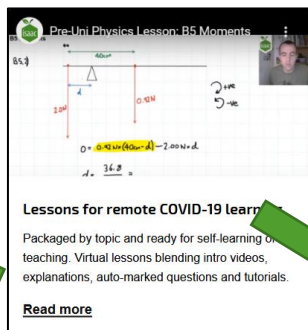 isaac Pre-Uni Physics Lesson: B5 Moments
B5.2)
40cm
d
2.0N
0.92N
+ve
-ve
0 = 0.92N×(40cm-d) - 2.00N×d
d = 36.8 =
Lessons for remote COVID-19
Packaged by topic and ready for self-learning or
teaching. Virtual lessons blending intro videos,
explanations, auto-marked questions and tutorials.
Read more